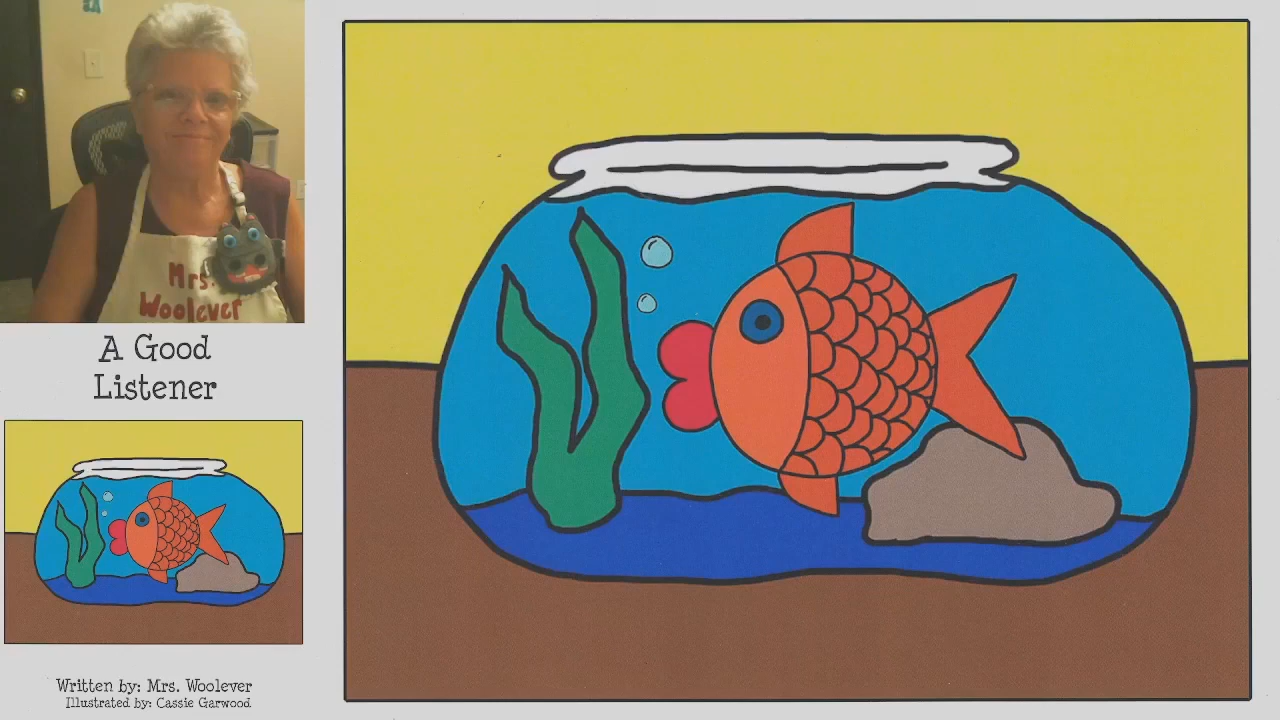 Mrs.
Woolever
A Good
Listener
Written by: Mrs. Woolever
Illustrated by: Cassie Garwood